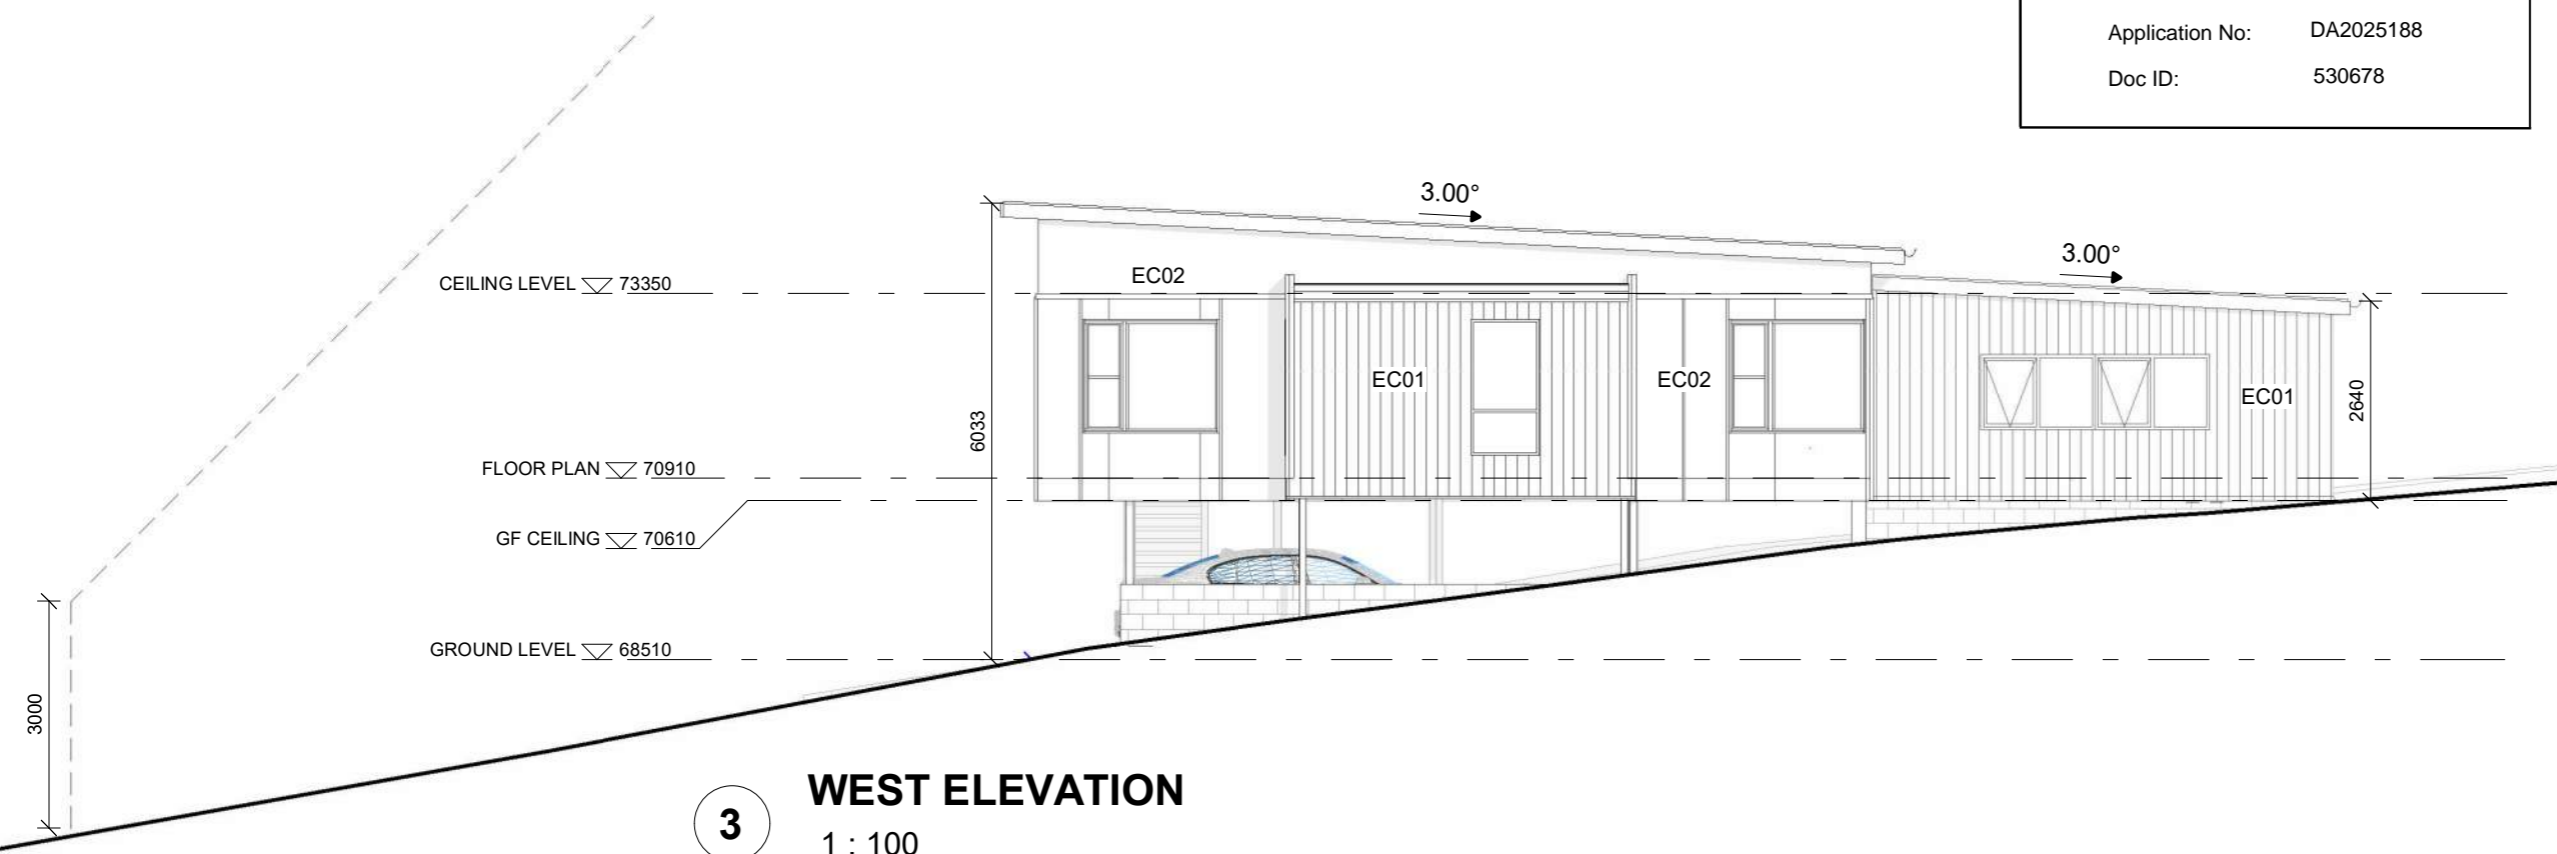 Application No: DA2025188
Doc ID: 530678
3.00°
3.00°
CEILING LEVEL 73350
EC02
EC01
EC02
EC01
6033
2640
FLOOR PLAN 70910
GF CEILING 70610
GROUND LEVEL 68510
3000
3 WEST ELEVATION
1 : 100